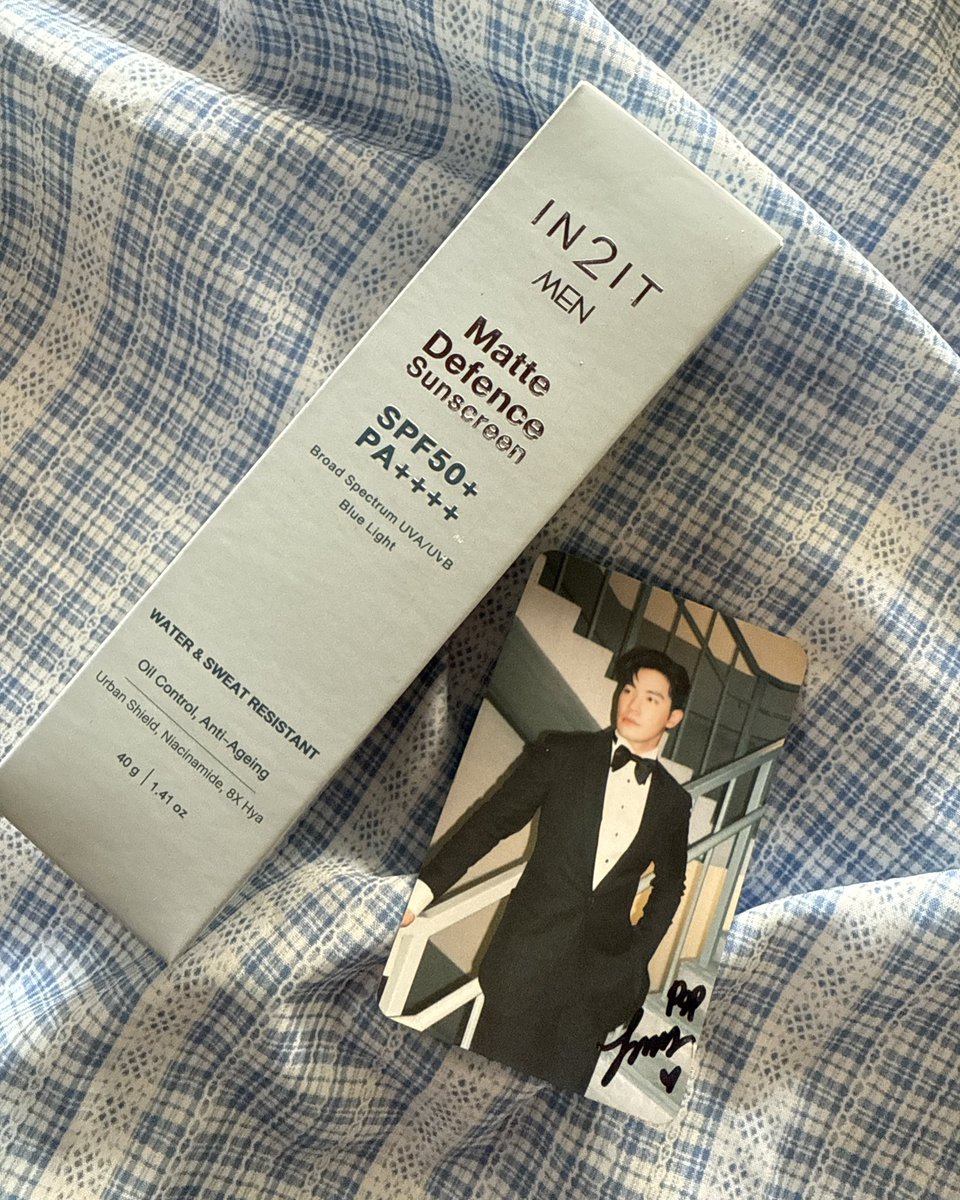 IN2IT
MEN
Matte
Defence
Sunscreen
SPF50+
PA++++
Broad Spectrum UVA/UVB
Blue Light
WATER & SWEAT RESISTANT
Oil Control, Anti-Ageing
Urban Shield, Niacinamide, 8X Hya
40 g | 1.41 oz
POP